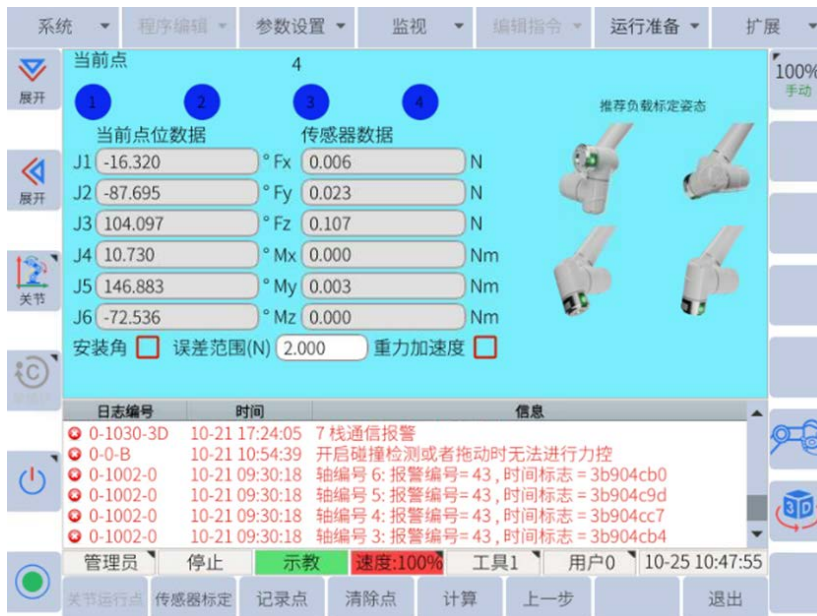 系统 程序编辑 参数设置 监视 编辑指令 运行准备 扩展
展开
展开
关节
当前点 4
1 2 3 4
当前点位数据 传感器数据
J1 -16.320 ° Fx 0.006 N
J2 -87.695 ° Fy 0.023 N
J3 104.097 ° Fz 0.107 N
J4 10.730 ° Mx 0.000 Nm
J5 146.883 ° My 0.003 Nm
J6 -72.536 ° Mz 0.000 Nm
安装角 误差范围(N) 2.000 重力加速度
推荐负载标定姿态
100%
手动
3D
日志编号 时间 信息
0-1030-3D 10-21 17:24:05 7 栈通信报警
0-0-B 10-21 10:54:39 开启碰撞检测或者拖动时无法进行力控
0-1002-0 10-21 09:30:18 轴编号 6: 报警编号= 43 , 时间标志 = 3b904cb0
0-1002-0 10-21 09:30:18 轴编号 5: 报警编号= 43 , 时间标志 = 3b904c9d
0-1002-0 10-21 09:30:18 轴编号 4: 报警编号= 43 , 时间标志 = 3b904cc7
0-1002-0 10-21 09:30:18 轴编号 3: 报警编号= 43 , 时间标志 = 3b904cb4
管理员 停止 示教 速度:100% 工具1 用户0 10-25 10:47:55
关节运行点 传感器标定 记录点 清除点 计算 上一步 退出